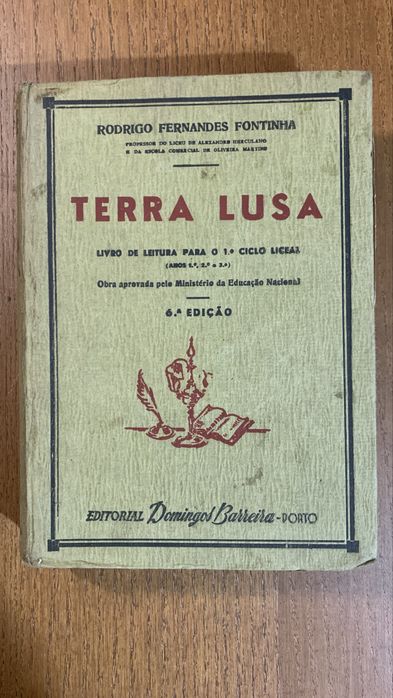 RODRIGO FERNANDES FONTINHA
PROFESSOR DO LICEU DE ALEXANDRE HERCULANO
E DA ESCOLA COMERCIAL DE OLIVEIRA MARTINS
TERRA LUSA
LIVRO DE LEITURA PARA O 1.º CICLO LICEAL
(ANOS 1.º, 2.º e 3.º)
Obra aprovada pelo Ministério da Educação Nacional
6.ª EDIÇÃO
EDITORIAL Domingos Barreira - PORTO